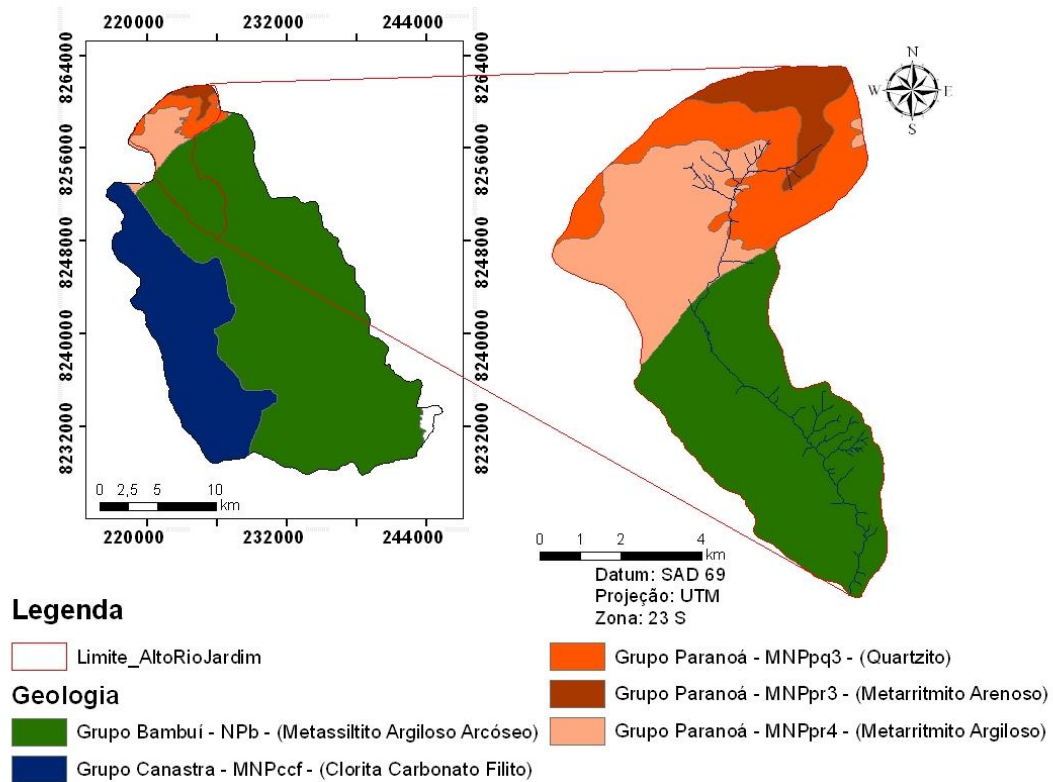 220000 232000 244000
8264000
8256000
8248000
8240000
8232000
8264000
8256000
8248000
8240000
8232000
0 2,5 5 10
km
220000 232000 244000
N
W E
S
0 1 2 4
km
Datum: SAD 69
Projeção: UTM
Zona: 23 S
Legenda
Limite_AltoRioJardim
Geologia
Grupo Bambuí - NPb - (Metassiltito Argiloso Arcóseo)
Grupo Canastra - MNPccf - (Clorita Carbonato Filito)
Grupo Paranoá - MNPpq3 - (Quartzito)
Grupo Paranoá - MNPpr3 - (Metarritmito Arenoso)
Grupo Paranoá - MNPpr4 - (Metarritmito Argiloso)